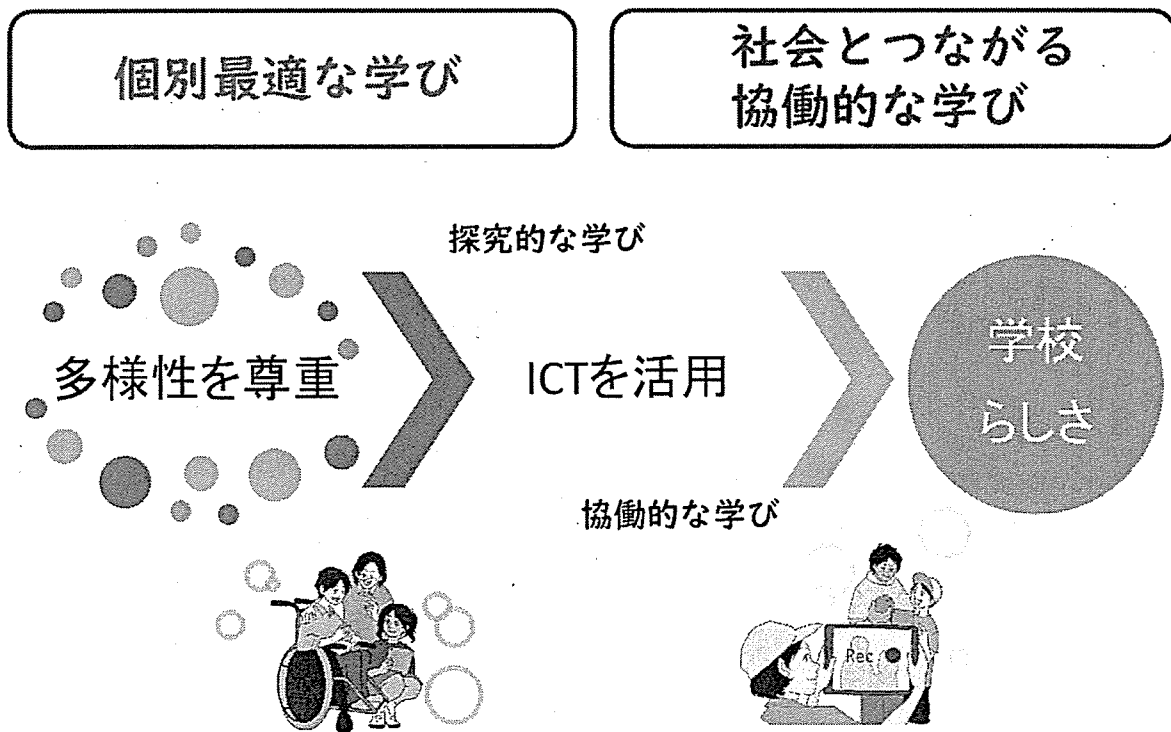 個別最適な学び
社会とつながる
協働的な学び
探究的な学び
多様性を尊重
ICTを活用
学校
らしさ
協働的な学び
Rec